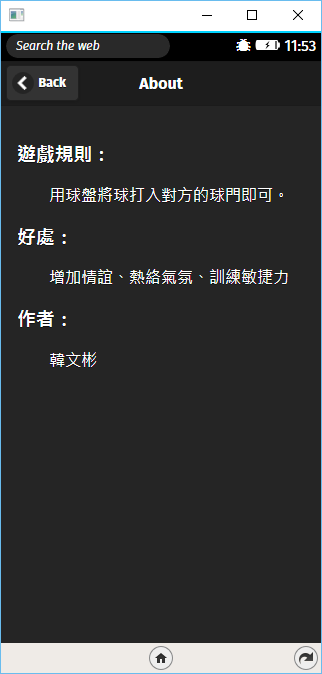 Search the web
11:53
Back
About
遊戲規則：
用球盤將球打入對方的球門即可。
好處：
增加情誼、熱絡氣氛、訓練敏捷力
作者：
韓文彬